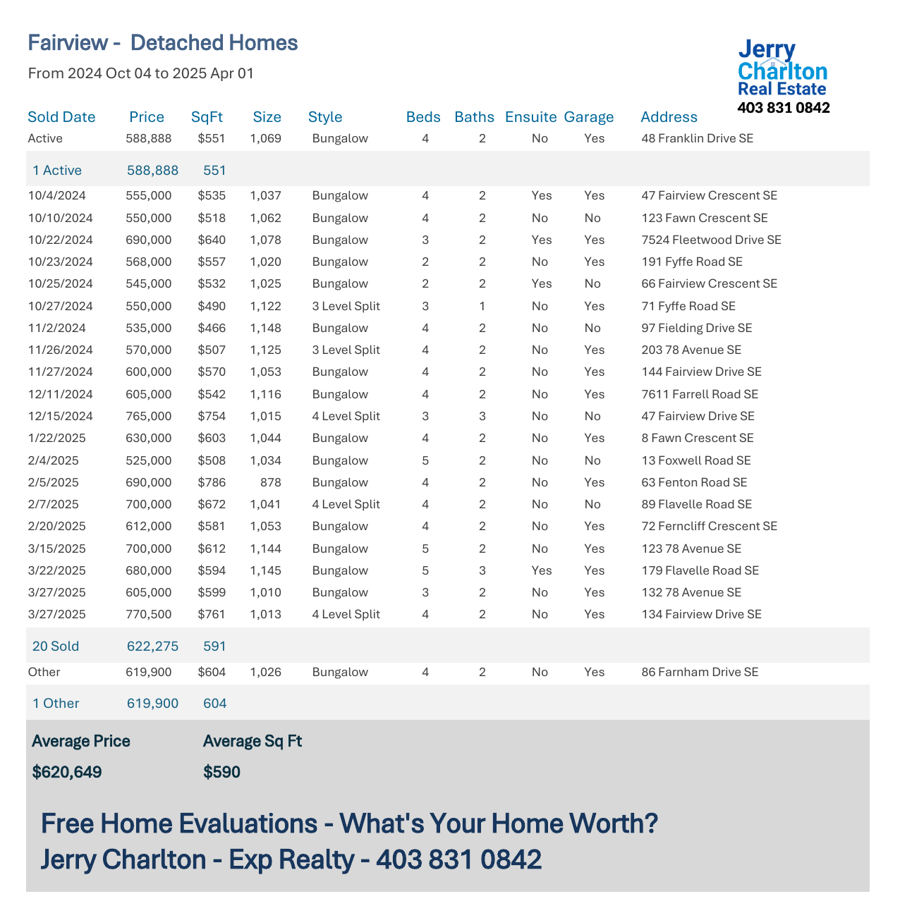 Fairview - Detached Homes
From 2024 Oct 04 to 2025 Apr 01
Jerry
Charlton
Real Estate
403 831 0842
Sold Date Price SqFt Size Style Beds Baths Ensuite Garage Address
Active 588,888 $551 1,069 Bungalow 4 2 No Yes 48 Franklin Drive SE
1 Active 588,888 551
10/4/2024 555,000 $535 1,037 Bungalow 4 2 Yes Yes 47 Fairview Crescent SE
10/10/2024 550,000 $518 1,062 Bungalow 4 2 No No 123 Fawn Crescent SE
10/22/2024 690,000 $640 1,078 Bungalow 3 2 Yes Yes 7524 Fleetwood Drive SE
10/23/2024 568,000 $557 1,020 Bungalow 2 2 No Yes 191 Fyffe Road SE
10/25/2024 545,000 $532 1,025 Bungalow 2 2 Yes No 66 Fairview Crescent SE
10/27/2024 550,000 $490 1,122 3 Level Split 3 1 No Yes 71 Fyffe Road SE
11/2/2024 535,000 $466 1,148 Bungalow 4 2 No No 97 Fielding Drive SE
11/26/2024 570,000 $507 1,125 3 Level Split 4 2 No Yes 203 78 Avenue SE
11/27/2024 600,000 $570 1,053 Bungalow 4 2 No Yes 144 Fairview Drive SE
12/11/2024 605,000 $542 1,116 Bungalow 4 2 No Yes 7611 Farrell Road SE
12/15/2024 765,000 $754 1,015 4 Level Split 3 3 No No 47 Fairview Drive SE
1/22/2025 630,000 $603 1,044 Bungalow 4 2 No Yes 8 Fawn Crescent SE
2/4/2025 525,000 $508 1,034 Bungalow 5 2 No No 13 Foxwell Road SE
2/5/2025 690,000 $786 878 Bungalow 4 2 No Yes 63 Fenton Road SE
2/7/2025 700,000 $672 1,041 4 Level Split 4 2 No No 89 Flavelle Road SE
2/20/2025 612,000 $581 1,053 Bungalow 4 2 No Yes 72 Ferncliff Crescent SE
3/15/2025 700,000 $612 1,144 Bungalow 5 2 No Yes 123 78 Avenue SE
3/22/2025 680,000 $594 1,145 Bungalow 5 3 Yes Yes 179 Flavelle Road SE
3/27/2025 605,000 $599 1,010 Bungalow 3 2 No Yes 132 78 Avenue SE
3/27/2025 770,500 $761 1,013 4 Level Split 4 2 No Yes 134 Fairview Drive SE
20 Sold 622,275 591
Other 619,900 $604 1,026 Bungalow 4 2 No Yes 86 Farnham Drive SE
1 Other 619,900 604
Average Price Average Sq Ft
$620,649 $590
Free Home Evaluations - What's Your Home Worth?
Jerry Charlton - Exp Realty - 403 831 0842